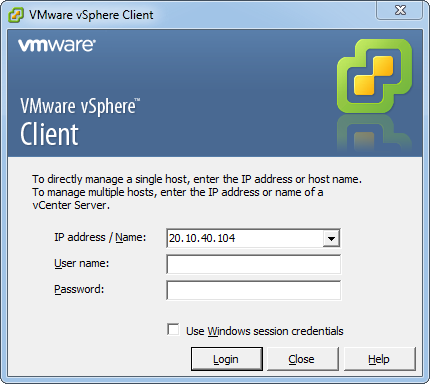 VMware vSphere Client
vmware®
VMware vSphere™
Client
To directly manage a single host, enter the IP address or host name.
To manage multiple hosts, enter the IP address or name of a
vCenter Server.
IP address / Name: 20.10.40.104
User name:
Password:
Use Windows session credentials
Login Close Help